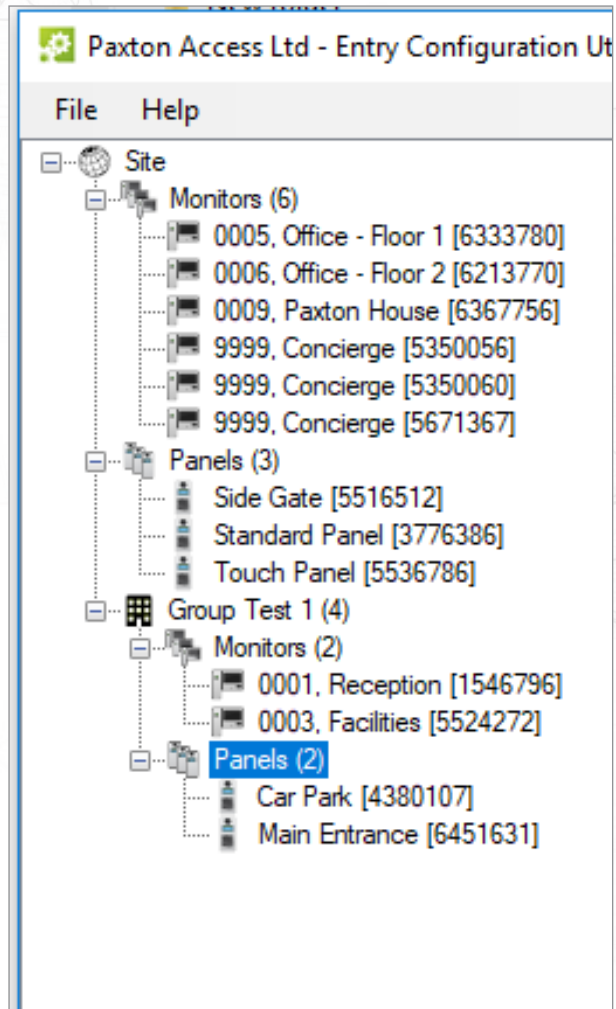 Paxton Access Ltd - Entry Configuration Ut
File Help
Site
Monitors (6)
0005, Office - Floor 1 [6333780]
0006, Office - Floor 2 [6213770]
0009, Paxton House [6367756]
9999, Concierge [5350056]
9999, Concierge [5350060]
9999, Concierge [5671367]
Panels (3)
Side Gate [5516512]
Standard Panel [3776386]
Touch Panel [5536786]
Group Test 1 (4)
Monitors (2)
0001, Reception [1546796]
0003, Facilities [5524272]
Panels (2)
Car Park [4380107]
Main Entrance [6451631]